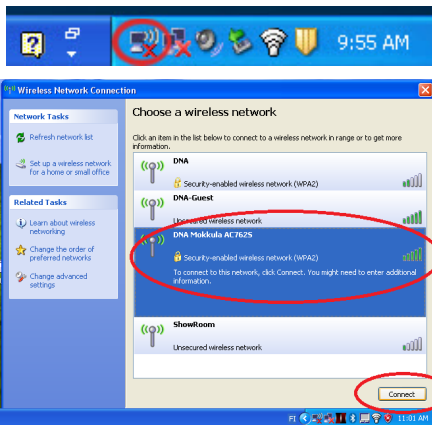 9:55 AM
Wireless Network Connection
Network Tasks
Refresh network list
Set up a wireless network
for a home or small office
Related Tasks
Learn about wireless
networking
Change the order of
preferred networks
Change advanced
settings
Choose a wireless network
Click an item in the list below to connect to a wireless network in range or to get more
information.
DNA
Security-enabled wireless network (WPA2)
DNA-Guest
Unsecured wireless network
DNA Mokkula AC762S
Security-enabled wireless network (WPA2)
To connect to this network, click Connect. You might need to enter additional
information.
ShowRoom
Unsecured wireless network
Connect
FI
11:01 AM